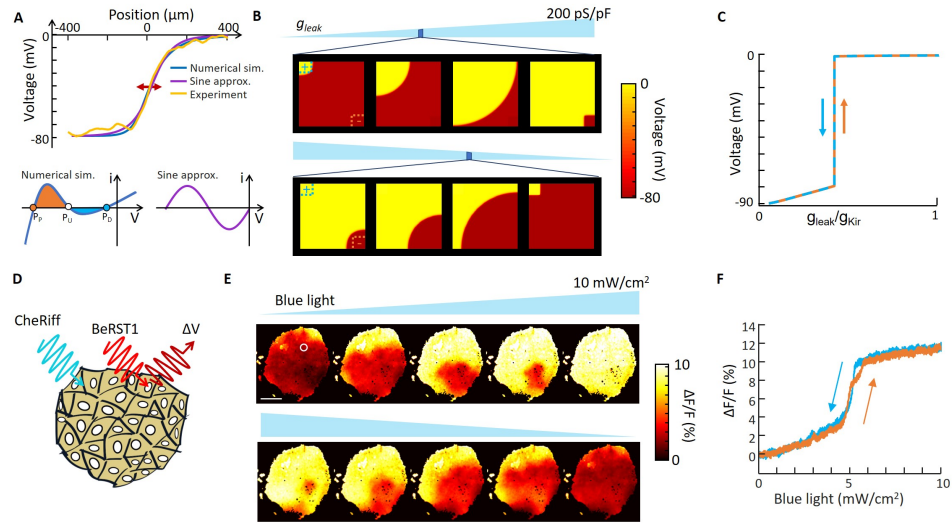 A
Position (µm)
-400
0
400
0
Voltage (mV)
-80
Numerical sim.
Sine approx.
Experiment
Numerical sim.
i
V
P_P
P_U
P_D
Sine approx.
i
V
B
g_leak
200 pS/pF
+
-
+
-
0
Voltage (mV)
-80
C
0
Voltage (mV)
-90
0
1
g_leak/g_Kir
D
CheRiff
BeRST1
ΔV
E
Blue light
10 mW/cm²
10
ΔF/F (%)
0
F
14
12
10
8
6
4
2
0
ΔF/F (%)
0
5
10
Blue light (mW/cm²)